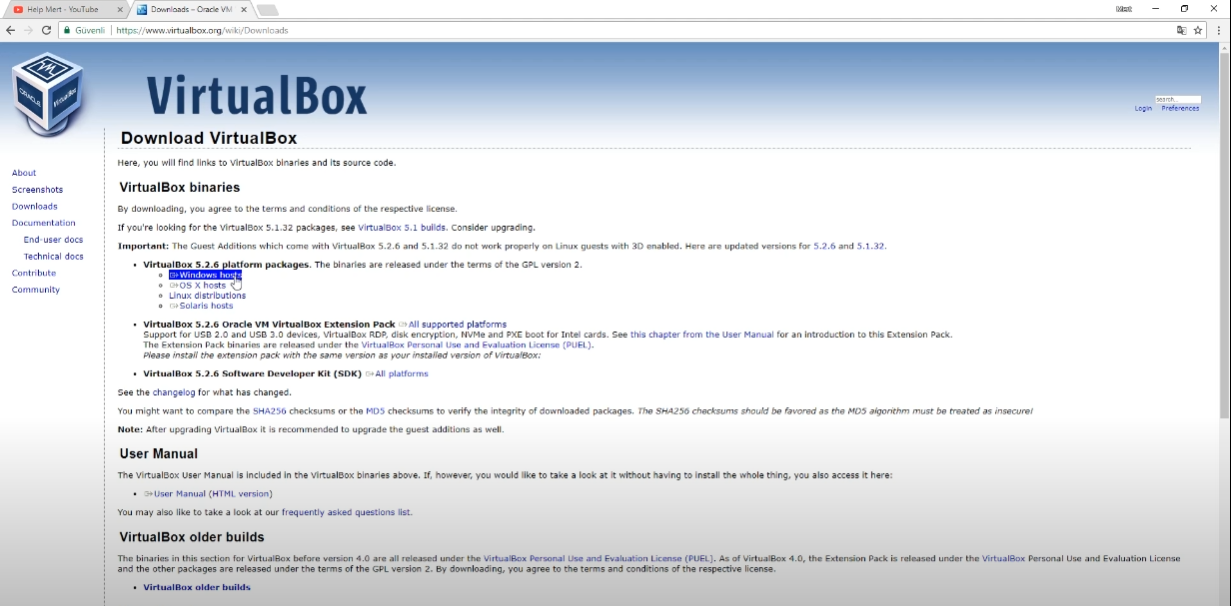 Help Mert - YouTube
Downloads – Oracle VM
Güvenli
https://www.virtualbox.org/wiki/Downloads
ORACLE
VirtualBox
VirtualBox
search...
Login Preferences
About
Screenshots
Downloads
Documentation
End-user docs
Technical docs
Contribute
Community
Download VirtualBox
Here, you will find links to VirtualBox binaries and its source code.
VirtualBox binaries
By downloading, you agree to the terms and conditions of the respective license.
If you're looking for the VirtualBox 5.1.32 packages, see VirtualBox 5.1 builds. Consider upgrading.
Important: The Guest Additions which come with VirtualBox 5.2.6 and 5.1.32 do not work properly on Linux guests with 3D enabled. Here are updated versions for 5.2.6 and 5.1.32.
• VirtualBox 5.2.6 platform packages. The binaries are released under the terms of the GPL version 2.
Windows hosts
OS X hosts
Linux distributions
Solaris hosts
• VirtualBox 5.2.6 Oracle VM VirtualBox Extension Pack All supported platforms
Support for USB 2.0 and USB 3.0 devices, VirtualBox RDP, disk encryption, NVMe and PXE boot for Intel cards. See this chapter from the User Manual for an introduction to this Extension Pack.
The Extension Pack binaries are released under the VirtualBox Personal Use and Evaluation License (PUEL).
Please install the extension pack with the same version as your installed version of VirtualBox:
• VirtualBox 5.2.6 Software Developer Kit (SDK) All platforms
See the changelog for what has changed.
You might want to compare the SHA256 checksums or the MD5 checksums to verify the integrity of downloaded packages. The SHA256 checksums should be favored as the MD5 algorithm must be treated as insecure!
Note: After upgrading VirtualBox it is recommended to upgrade the guest additions as well.
User Manual
The VirtualBox User Manual is included in the VirtualBox binaries above. If, however, you would like to take a look at it without having to install the whole thing, you also access it here:
• User Manual (HTML version)
You may also like to take a look at our frequently asked questions list.
VirtualBox older builds
The binaries in this section for VirtualBox before version 4.0 are all released under the VirtualBox Personal Use and Evaluation License (PUEL). As of VirtualBox 4.0, the Extension Pack is released under the VirtualBox Personal Use and Evaluation License
and the other packages are released under the terms of the GPL version 2. By downloading, you agree to the terms and conditions of the respective license.
• VirtualBox older builds